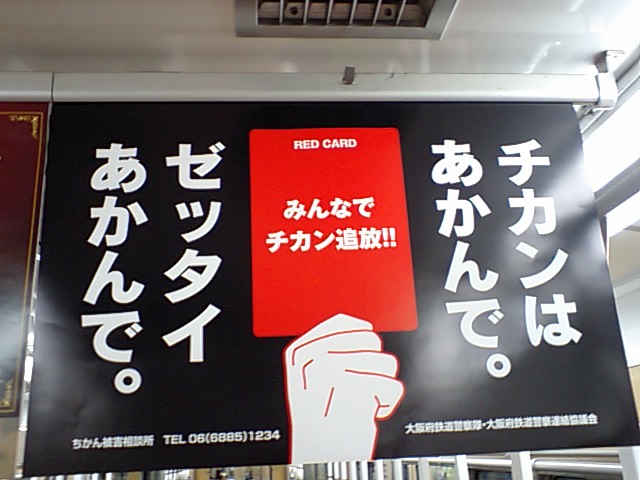 チカンは
あかんで。
RED CARD
みんなで
チカン追放!!
ゼッタイ
あかんで。
ちかん被害相談所 TEL 06(6885)1234
大阪府鉄道警察隊・大阪府鉄道警察連絡協議会